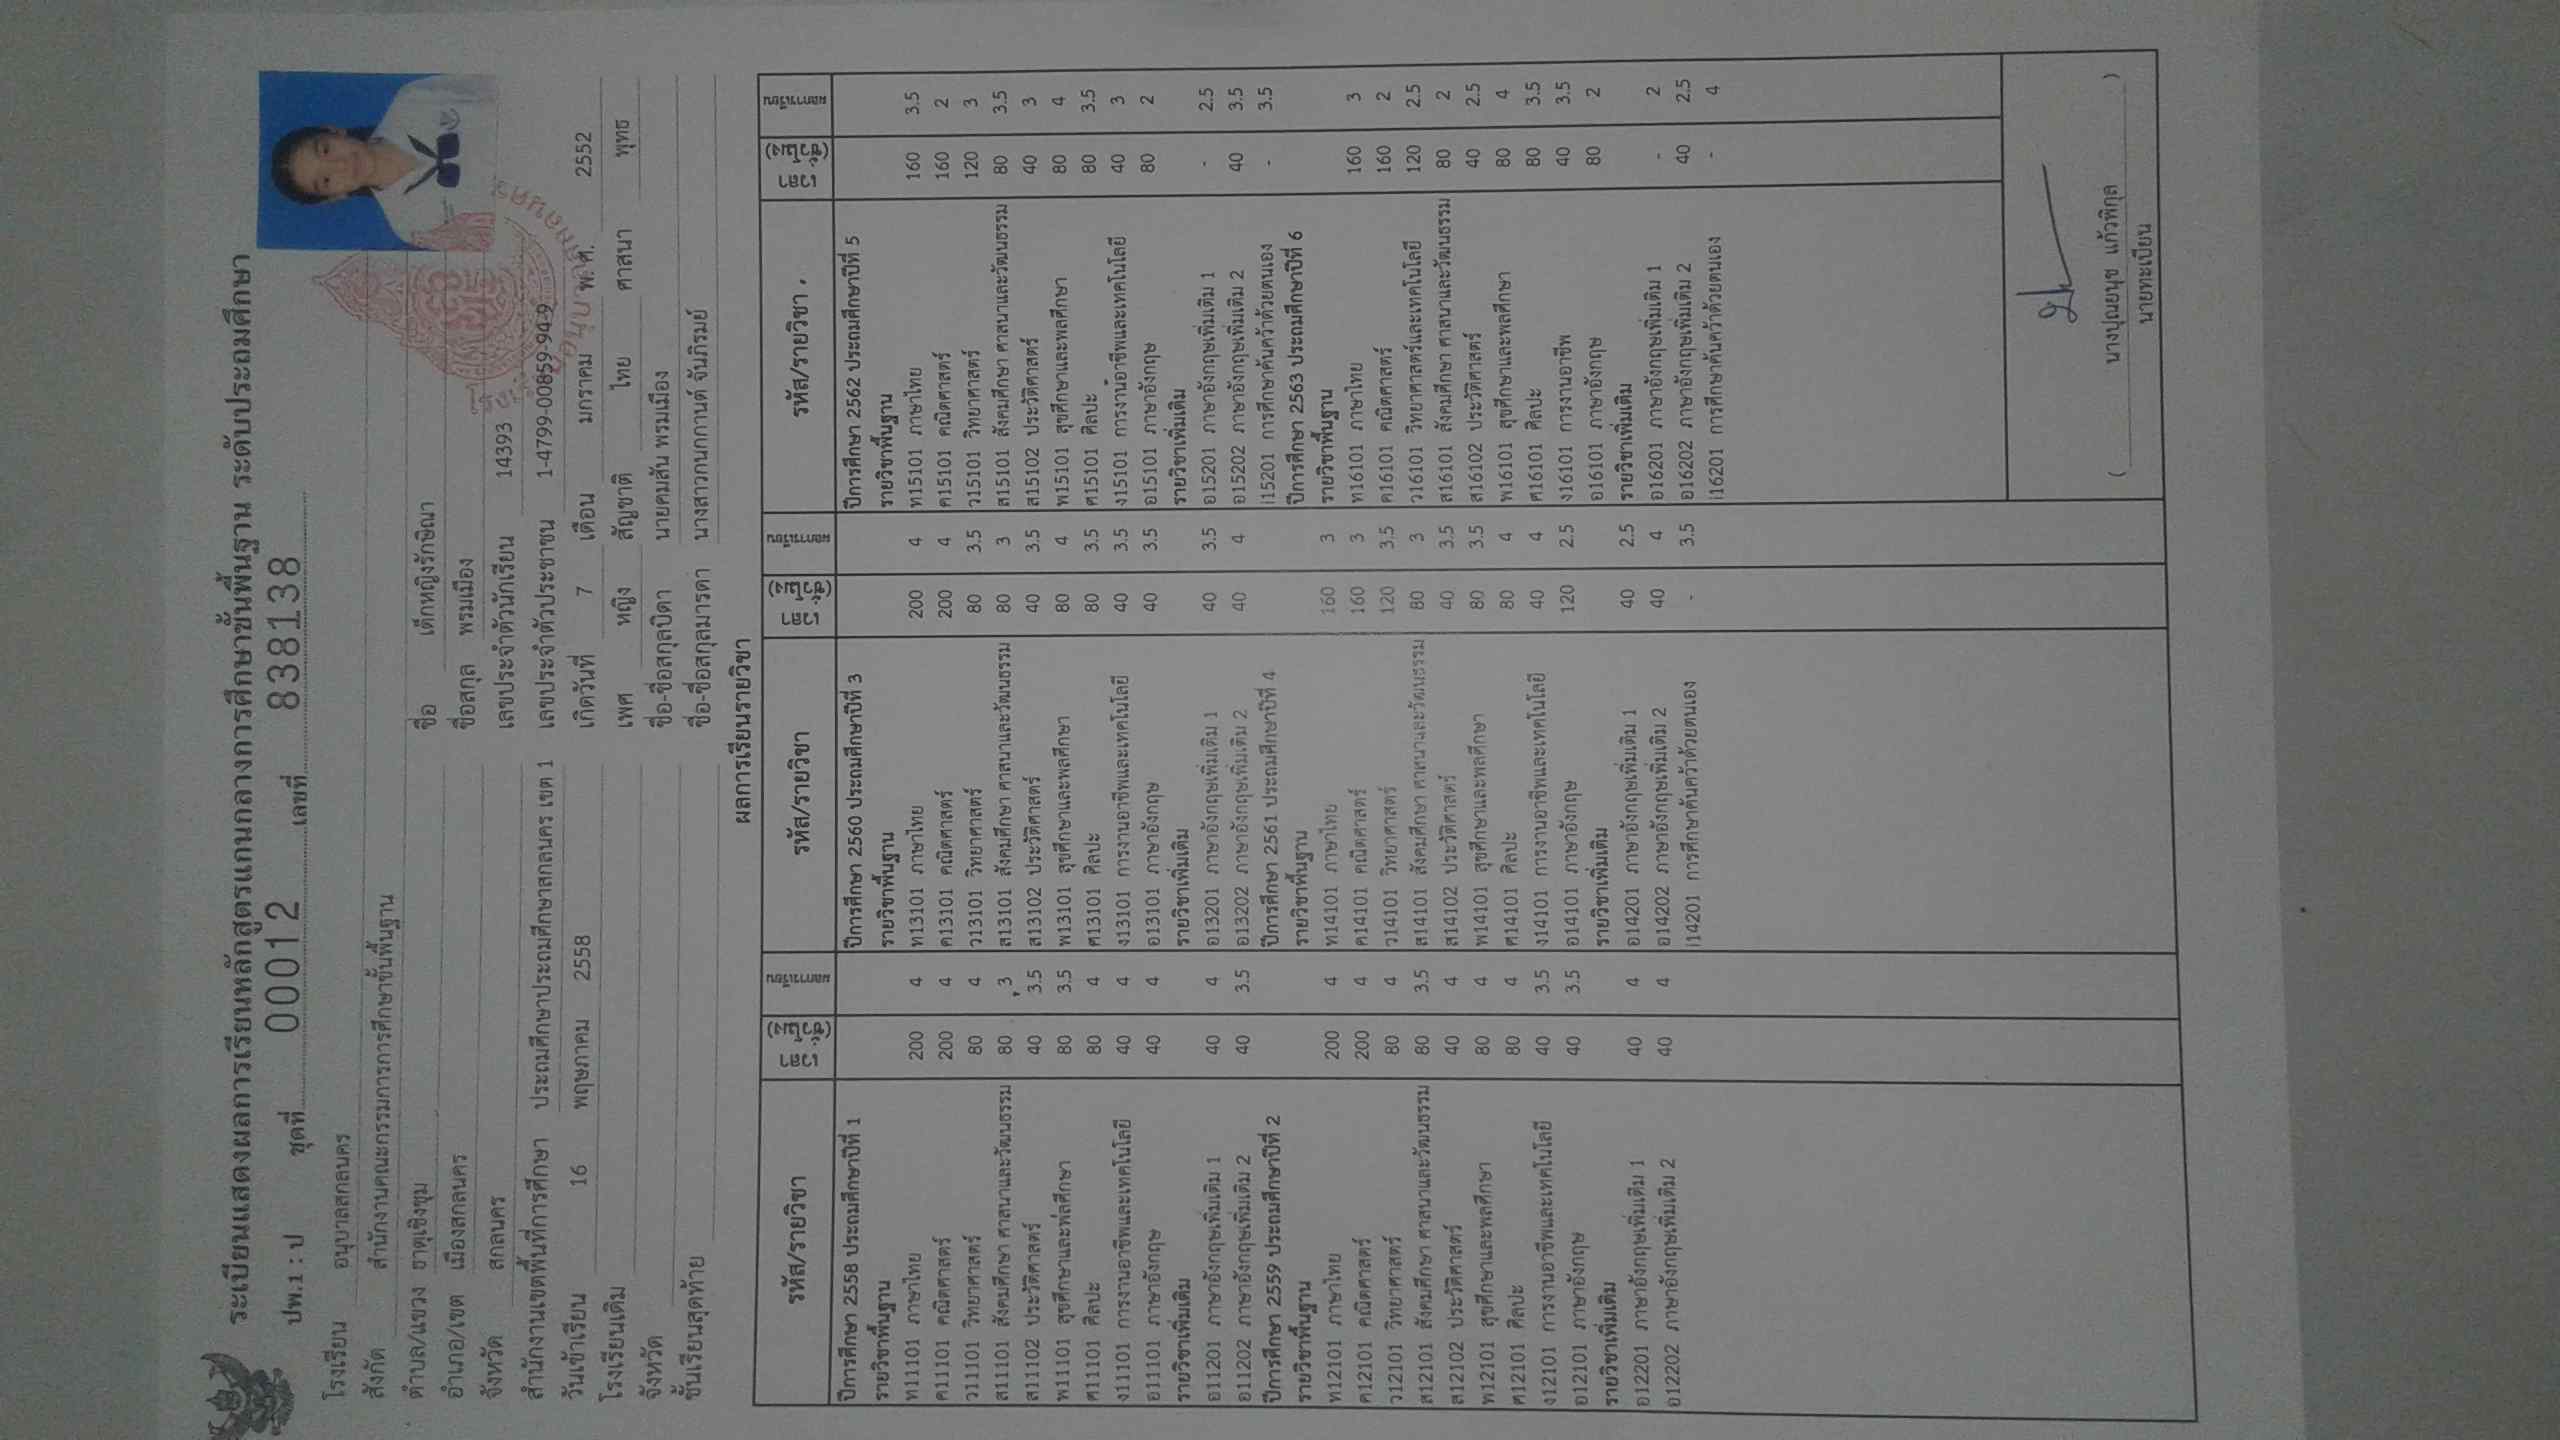 ระเบียนแสดงผลการเรียนหลักสูตรแกนกลางการศึกษาขั้นพื้นฐาน ระดับประถมศึกษา
ปพ.1 : ป ชุดที่ 00012 เลขที่ 838138
โรงเรียน อนุบาลสกลนคร
สังกัด สำนักงานคณะกรรมการการศึกษาขั้นพื้นฐาน
ตำบล/แขวง ธาตุเชิงชุม
อำเภอ/เขต เมืองสกลนคร
จังหวัด สกลนคร
สำนักงานเขตพื้นที่การศึกษา ประถมศึกษาประถมศึกษาสกลนคร เขต 1
วันเข้าเรียน 16 พฤษภาคม 2558
โรงเรียนเดิม
จังหวัด
ชั้นเรียนสุดท้าย
ชื่อ เด็กหญิงรักษิณา
ชื่อสกุล พรมเมือง
เลขประจำตัวนักเรียน 14393
เลขประจำตัวประชาชน 1-4799-00859-94-9
เกิดวันที่ 7 เดือน มกราคม พ.ศ. 2552
เพศ หญิง สัญชาติ ไทย ศาสนา พุทธ
ชื่อ-ชื่อสกุลบิดา นายคมสัน พรมเมือง
ชื่อ-ชื่อสกุลมารดา นางสาวกนกกานต์ จันภิรมย์
ผลการเรียนรายวิชา
รหัส/รายวิชา เวลา (ชั่วโมง) ผลการเรียน
ปีการศึกษา 2558 ประถมศึกษาปีที่ 1
รายวิชาพื้นฐาน
ท11101 ภาษาไทย 200 4
ค11101 คณิตศาสตร์ 200 4
ว11101 วิทยาศาสตร์ 80 4
ส11101 สังคมศึกษา ศาสนาและวัฒนธรรม 80 3
ส11102 ประวัติศาสตร์ 40 3.5
พ11101 สุขศึกษาและพลศึกษา 80 3.5
ศ11101 ศิลปะ 80 4
ง11101 การงานอาชีพและเทคโนโลยี 40 4
อ11101 ภาษาอังกฤษ 40 4
รายวิชาเพิ่มเติม
อ11201 ภาษาอังกฤษเพิ่มเติม 1 40 4
อ11202 ภาษาอังกฤษเพิ่มเติม 2 40 3.5
ปีการศึกษา 2559 ประถมศึกษาปีที่ 2
รายวิชาพื้นฐาน
ท12101 ภาษาไทย 200 4
ค12101 คณิตศาสตร์ 200 4
ว12101 วิทยาศาสตร์ 80 4
ส12101 สังคมศึกษา ศาสนาและวัฒนธรรม 80 3.5
ส12102 ประวัติศาสตร์ 40 4
พ12101 สุขศึกษาและพลศึกษา 80 4
ศ12101 ศิลปะ 80 4
ง12101 การงานอาชีพและเทคโนโลยี 40 3.5
อ12101 ภาษาอังกฤษ 40 3.5
รายวิชาเพิ่มเติม
อ12201 ภาษาอังกฤษเพิ่มเติม 1 40 4
อ12202 ภาษาอังกฤษเพิ่มเติม 2 40 4
รหัส/รายวิชา เวลา (ชั่วโมง) ผลการเรียน
ปีการศึกษา 2560 ประถมศึกษาปีที่ 3
รายวิชาพื้นฐาน
ท13101 ภาษาไทย 200 4
ค13101 คณิตศาสตร์ 200 4
ว13101 วิทยาศาสตร์ 80 3.5
ส13101 สังคมศึกษา ศาสนาและวัฒนธรรม 80 3
ส13102 ประวัติศาสตร์ 40 3.5
พ13101 สุขศึกษาและพลศึกษา 80 4
ศ13101 ศิลปะ 80 3.5
ง13101 การงานอาชีพและเทคโนโลยี 40 3.5
อ13101 ภาษาอังกฤษ 40 3.5
รายวิชาเพิ่มเติม
อ13201 ภาษาอังกฤษเพิ่มเติม 1 40 3.5
อ13202 ภาษาอังกฤษเพิ่มเติม 2 40 4
ปีการศึกษา 2561 ประถมศึกษาปีที่ 4
รายวิชาพื้นฐาน
ท14101 ภาษาไทย 160 3
ค14101 คณิตศาสตร์ 160 3
ว14101 วิทยาศาสตร์ 120 3.5
ส14101 สังคมศึกษา ศาสนาและวัฒนธรรม 80 3
ส14102 ประวัติศาสตร์ 40 3.5
พ14101 สุขศึกษาและพลศึกษา 80 3.5
ศ14101 ศิลปะ 80 4
ง14101 การงานอาชีพและเทคโนโลยี 40 4
อ14101 ภาษาอังกฤษ 120 2.5
รายวิชาเพิ่มเติม
อ14201 ภาษาอังกฤษเพิ่มเติม 1 40 2.5
อ14202 ภาษาอังกฤษเพิ่มเติม 2 40 4
I14201 การศึกษาค้นคว้าด้วยตนเอง - 3.5
รหัส/รายวิชา เวลา (ชั่วโมง) ผลการเรียน
ปีการศึกษา 2562 ประถมศึกษาปีที่ 5
รายวิชาพื้นฐาน
ท15101 ภาษาไทย 160 3.5
ค15101 คณิตศาสตร์ 160 2
ว15101 วิทยาศาสตร์ 120 3
ส15101 สังคมศึกษา ศาสนาและวัฒนธรรม 80 3.5
ส15102 ประวัติศาสตร์ 40 3
พ15101 สุขศึกษาและพลศึกษา 80 4
ศ15101 ศิลปะ 80 3.5
ง15101 การงานอาชีพและเทคโนโลยี 40 3
อ15101 ภาษาอังกฤษ 80 2
รายวิชาเพิ่มเติม
อ15201 ภาษาอังกฤษเพิ่มเติม 1 - 2.5
อ15202 ภาษาอังกฤษเพิ่มเติม 2 40 3.5
I15201 การศึกษาค้นคว้าด้วยตนเอง - 3.5
ปีการศึกษา 2563 ประถมศึกษาปีที่ 6
รายวิชาพื้นฐาน
ท16101 ภาษาไทย 160 3
ค16101 คณิตศาสตร์ 160 2
ว16101 วิทยาศาสตร์และเทคโนโลยี 120 2.5
ส16101 สังคมศึกษา ศาสนาและวัฒนธรรม 80 2
ส16102 ประวัติศาสตร์ 40 2.5
พ16101 สุขศึกษาและพลศึกษา 80 4
ศ16101 ศิลปะ 80 3.5
ง16101 การงานอาชีพ 40 3.5
อ16101 ภาษาอังกฤษ 80 2
รายวิชาเพิ่มเติม
อ16201 ภาษาอังกฤษเพิ่มเติม 1 - 2
อ16202 ภาษาอังกฤษเพิ่มเติม 2 40 2.5
I16201 การศึกษาค้นคว้าด้วยตนเอง - 4
( นางปุณยนุช แก้วพิกุล )
นายทะเบียน